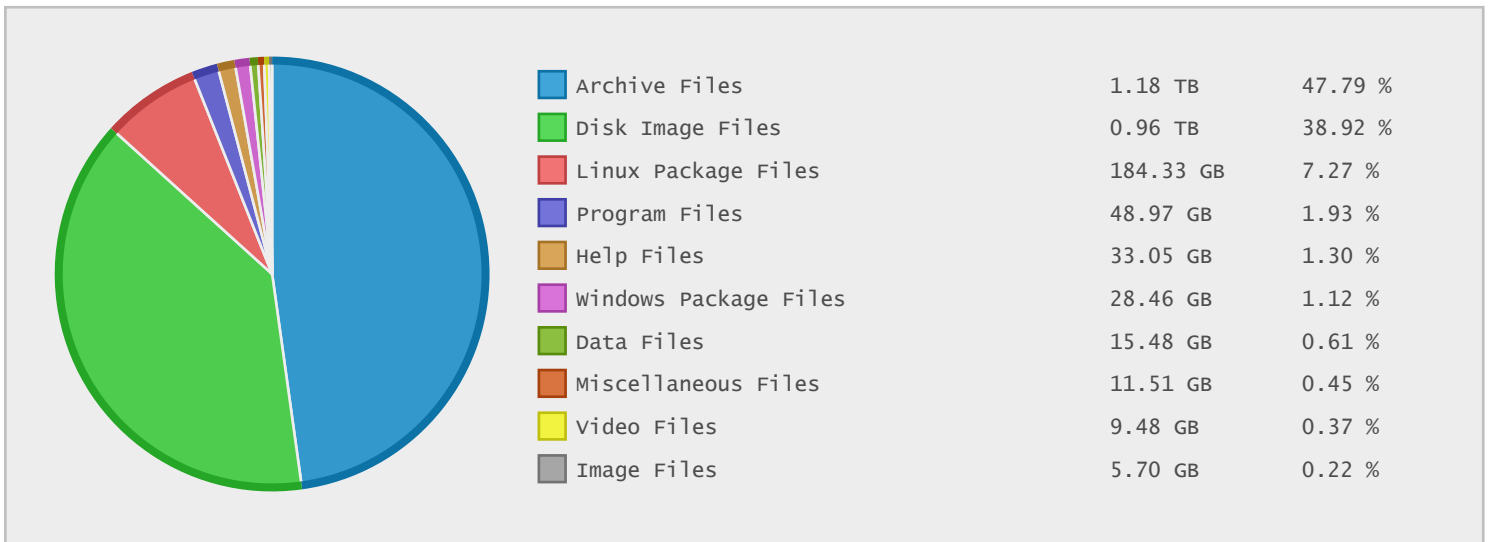 Archive Files 1.18 TB 47.79 %
Disk Image Files 0.96 TB 38.92 %
Linux Package Files 184.33 GB 7.27 %
Program Files 48.97 GB 1.93 %
Help Files 33.05 GB 1.30 %
Windows Package Files 28.46 GB 1.12 %
Data Files 15.48 GB 0.61 %
Miscellaneous Files 11.51 GB 0.45 %
Video Files 9.48 GB 0.37 %
Image Files 5.70 GB 0.22 %